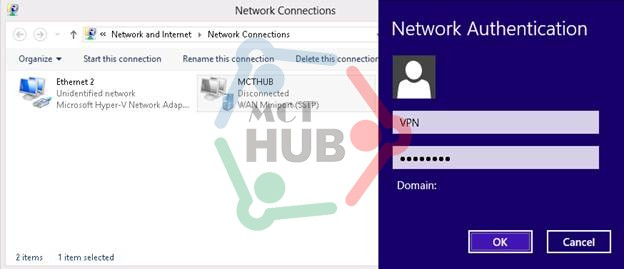 Network Connections
Network and Internet Network Connections
Organize Start this connection Rename this connection Delete this connection
Ethernet 2
Unidentified network
Microsoft Hyper-V Network Adap...
MCTHUB
Disconnected
WAN Miniport (SSTP)
MCT
HUB
2 items 1 item selected
Network Authentication
VPN
Domain:
OK Cancel